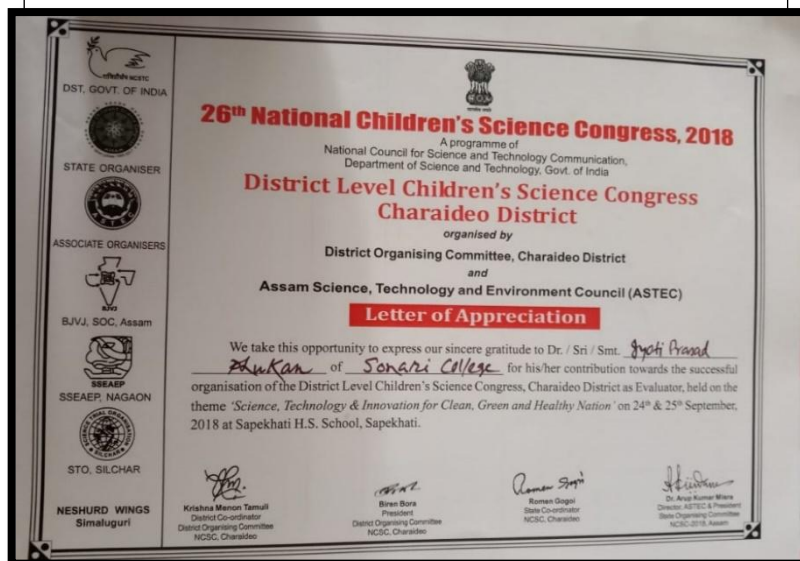 DST, GOVT. OF INDIA
STATE ORGANISER
ASTEC
ASSOCIATE ORGANISERS
BJVJ
BJVJ, SOC, Assam
SSEAEP
SSEAEP, NAGAON
STO, SILCHAR
NESHURD WINGS
Simaluguri
26th National Children's Science Congress, 2018
A programme of
National Council for Science and Technology Communication,
Department of Science and Technology, Govt. of India
District Level Children's Science Congress
Charaideo District
organised by
District Organising Committee, Charaideo District
and
Assam Science, Technology and Environment Council (ASTEC)
Letter of Appreciation
We take this opportunity to express our sincere gratitude to Dr. / Sri / Smt. Jyoti Prasad
Phukan of Sonari College for his/her contribution towards the successful
organisation of the District Level Children's Science Congress, Charaideo District as Evaluator, held on the
theme 'Science, Technology & Innovation for Clean, Green and Healthy Nation' on 24th & 25th September,
2018 at Sapekhati H.S. School, Sapekhati.
Krishna Menon Tamuli
District Co-ordinator
District Organising Committee
NCSC, Charaideo
Biren Bora
President
District Organising Committee
NCSC, Charaideo
Romen Gogoi
State Co-ordinator
NCSC, Charaideo
Dr. Arup Kumar Misra
Director, ASTEC & President
State Organising Committee
NCSC-2018, Assam